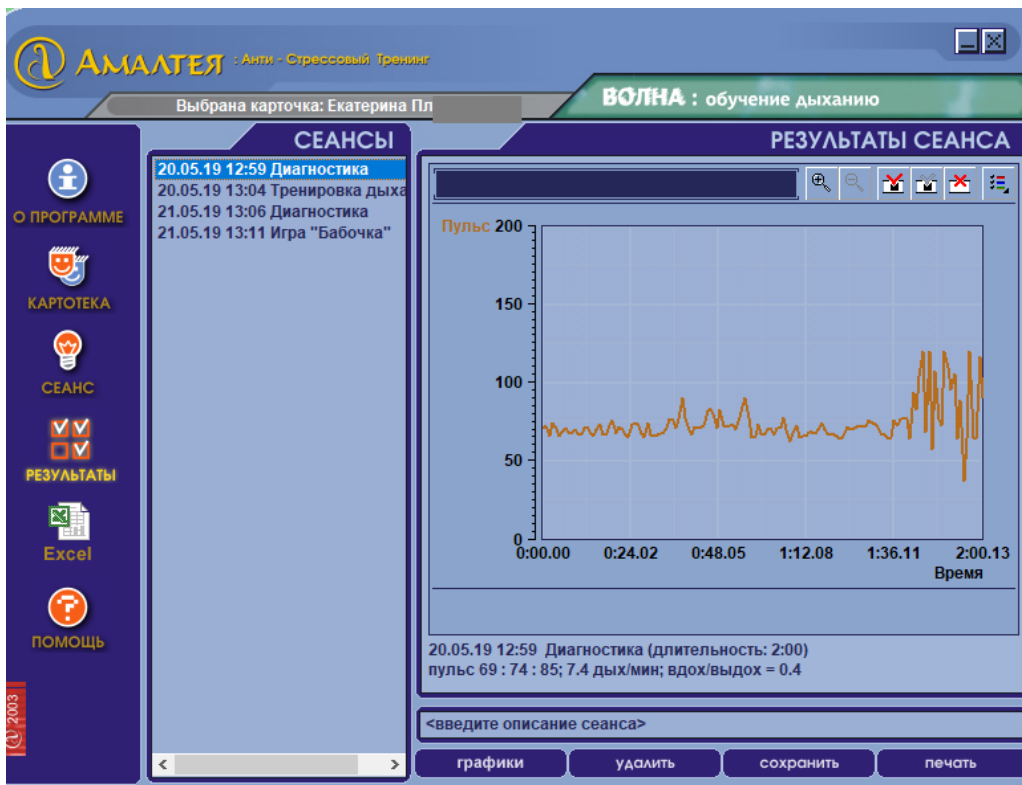 @ Амалтея : Анти - Стрессовый Тренинг
Выбрана карточка: Екатерина Пл
ВОЛНА : обучение дыханию
СЕАНСЫ
РЕЗУЛЬТАТЫ СЕАНСА
О ПРОГРАММЕ
КАРТОТЕКА
СЕАНС
РЕЗУЛЬТАТЫ
Excel
ПОМОЩЬ
@ 2003
20.05.19 12:59 Диагностика
20.05.19 13:04 Тренировка дыха
21.05.19 13:06 Диагностика
21.05.19 13:11 Игра "Бабочка"
Пульс 200
150
100
50
0
0:00.00 0:24.02 0:48.05 1:12.08 1:36.11 2:00.13
Время
20.05.19 12:59 Диагностика (длительность: 2:00)
пульс 69 : 74 : 85; 7.4 дых/мин; вдох/выдох = 0.4
<введите описание сеанса>
графики удалить сохранить печать